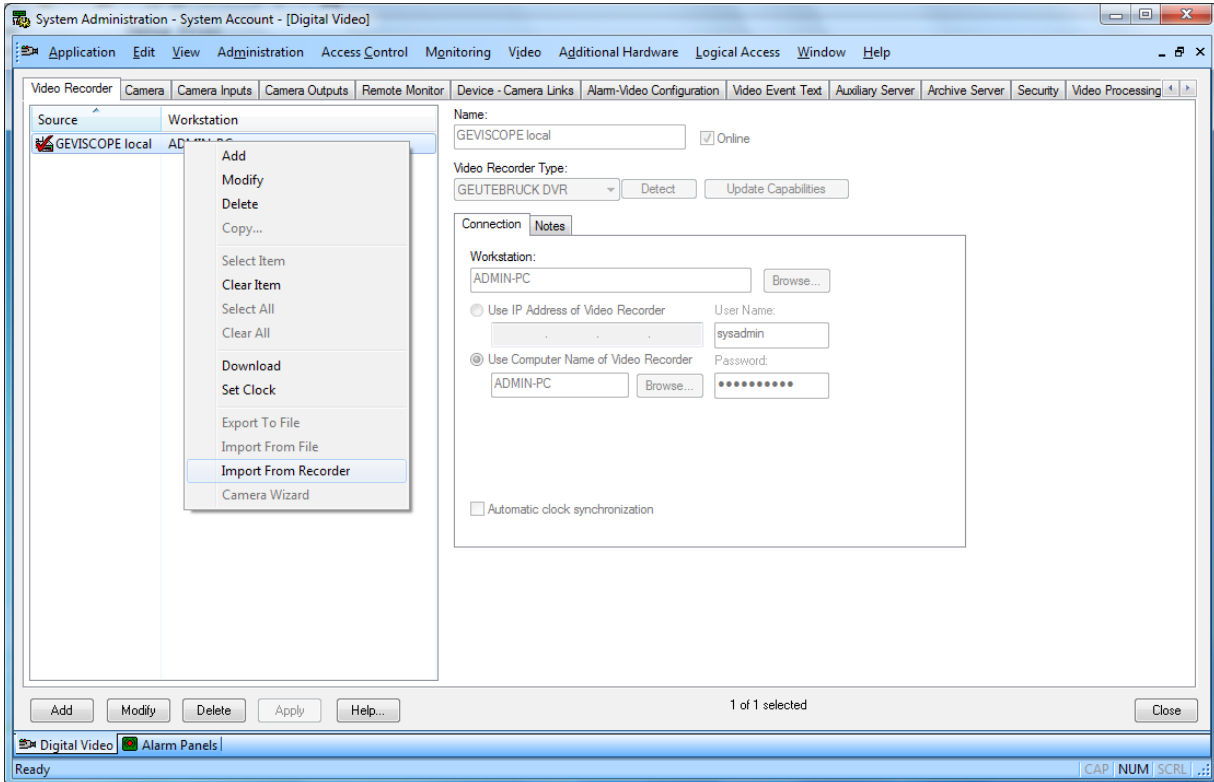 System Administration - System Account - [Digital Video]
Application Edit View Administration Access Control Monitoring Video Additional Hardware Logical Access Window Help
Video Recorder Camera Camera Inputs Camera Outputs Remote Monitor Device - Camera Links Alarm-Video Configuration Video Event Text Auxiliary Server Archive Server Security Video Processing
Source Workstation
GEVISCOPE local ADMIN-PC
Add
Modify
Delete
Copy...
Select Item
Clear Item
Select All
Clear All
Download
Set Clock
Export To File
Import From File
Import From Recorder
Camera Wizard
Name:
GEVISCOPE local Online
Video Recorder Type:
GEUTEBRUCK DVR Detect Update Capabilities
Connection Notes
Workstation:
ADMIN-PC Browse...
Use IP Address of Video Recorder User Name:
. . . sysadmin
Use Computer Name of Video Recorder Password:
ADMIN-PC Browse... ●●●●●●●●●●
Automatic clock synchronization
Add Modify Delete Apply Help... 1 of 1 selected Close
Digital Video Alarm Panels
Ready CAP NUM SCRL